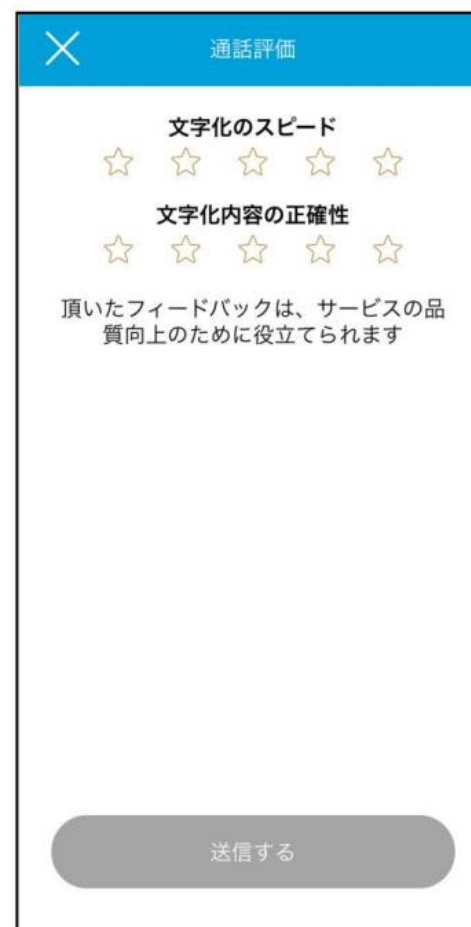 通話評価
文字化のスピード
文字化内容の正確性
頂いたフィードバックは、サービスの品
質向上のために役立てられます
送信する